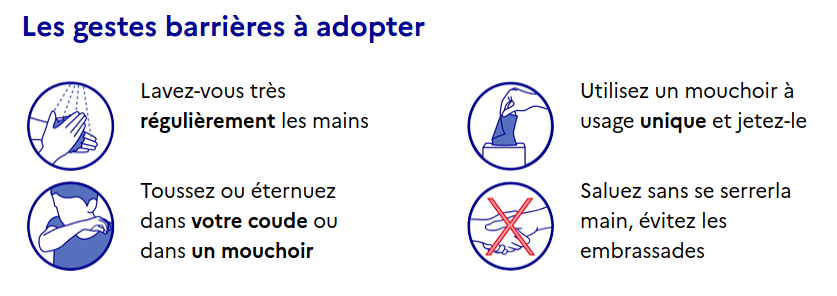 Les gestes barrières à adopter
Lavez-vous très
régulièrement les mains
Utilisez un mouchoir à
usage unique et jetez-le
Toussez ou éternuez
dans votre coude ou
dans un mouchoir
Saluez sans se serrerla
main, évitez les
embrassades